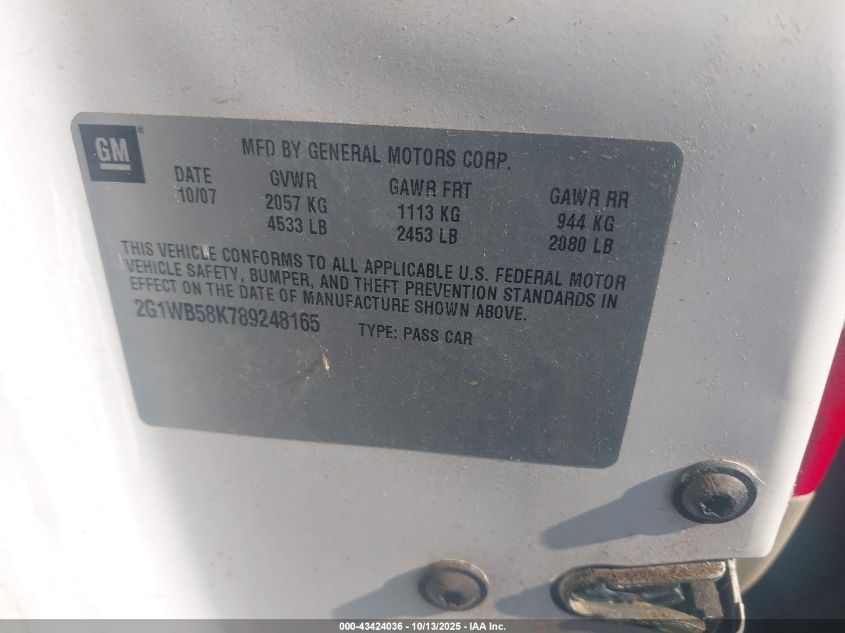 GM
MFD BY GENERAL MOTORS CORP.
DATE GVWR GAWR FRT GAWR RR
10/07 2057 KG 1113 KG 944 KG
4533 LB 2453 LB 2080 LB
THIS VEHICLE CONFORMS TO ALL APPLICABLE U.S. FEDERAL MOTOR
VEHICLE SAFETY, BUMPER, AND THEFT PREVENTION STANDARDS IN
EFFECT ON THE DATE OF MANUFACTURE SHOWN ABOVE.
2G1WB58K789248165 TYPE: PASS CAR
000-43424036 - 10/13/2025 - IAA Inc.